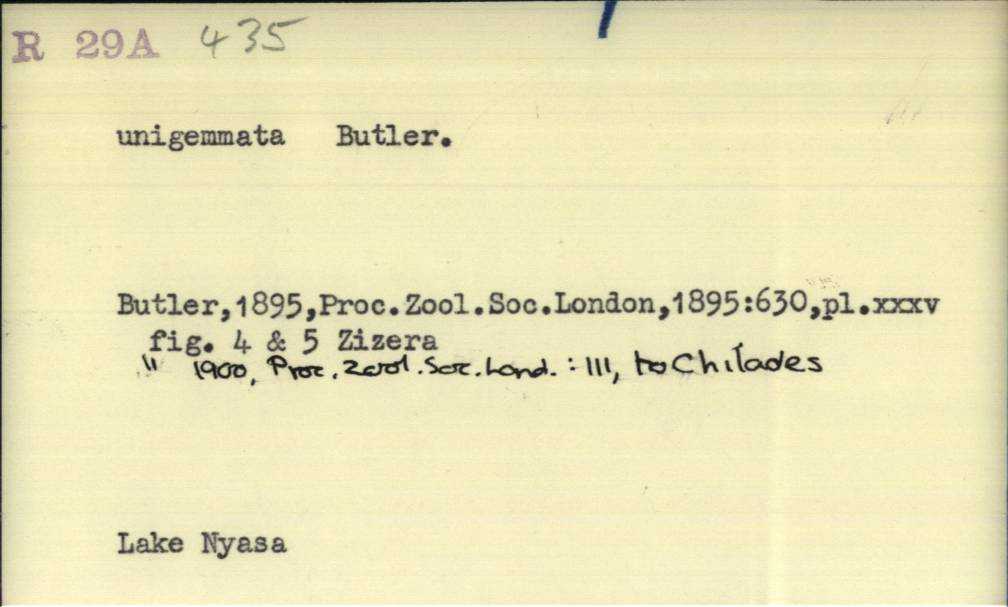 R 29A 435
unigemmata Butler.
Butler,1895,Proc.Zool.Soc.London,1895:630,pl.xxxv
fig. 4 & 5 Zizera
" 1900, Proc. Zool. Soc. Lond. : 111, to Chilades
Lake Nyasa